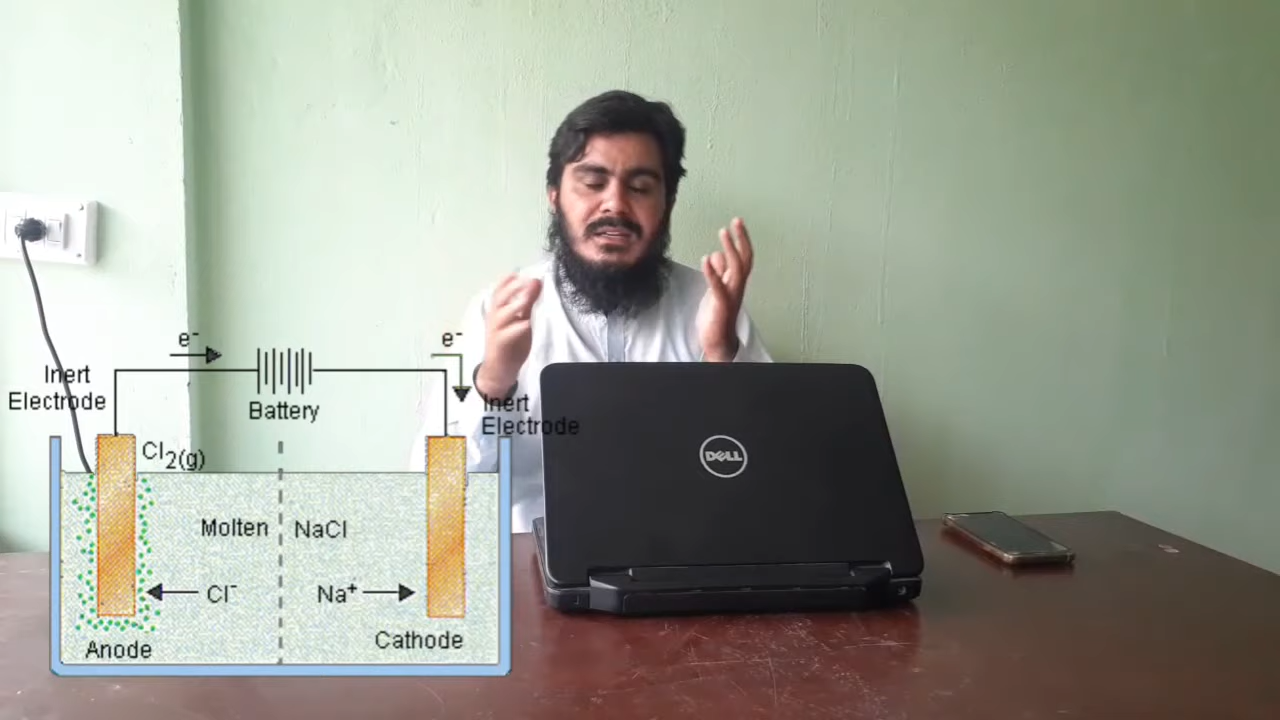 e-
e-
Inert
Electrode
Battery
Inert
Electrode
Cl2(g)
Molten
NaCl
Cl-
Na+
Anode
Cathode
DELL